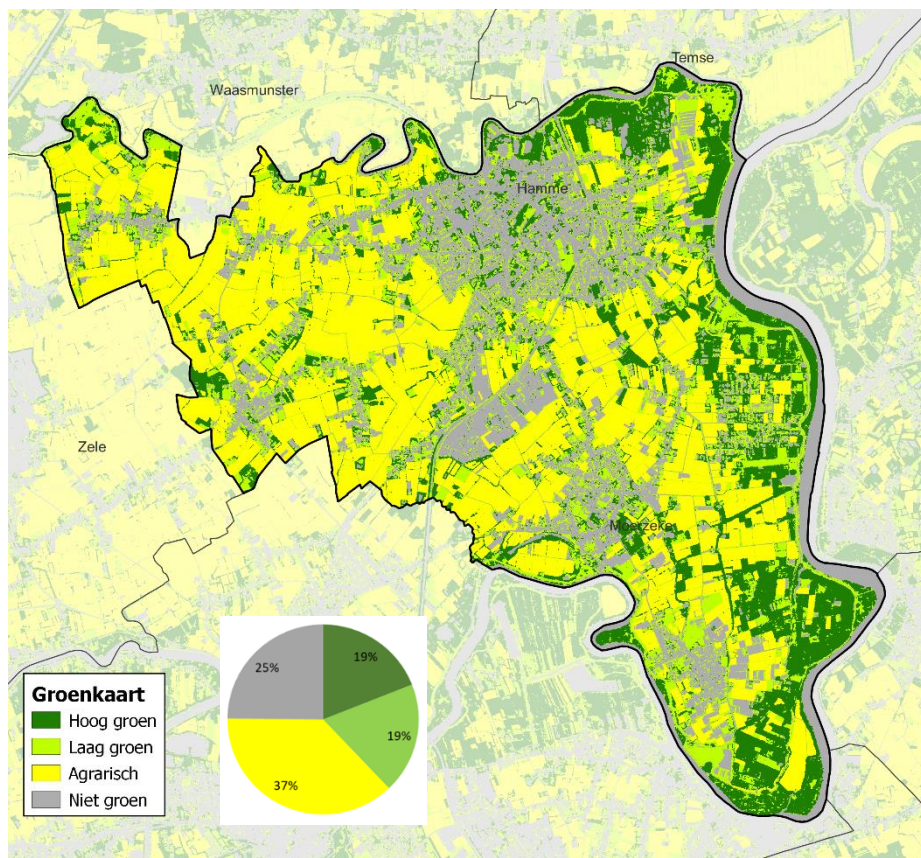 Temse
Waasmunster
Hamme
Zele
Moerzeke
25%
19%
19%
37%
Groenkaart
Hoog groen
Laag groen
Agrarisch
Niet groen